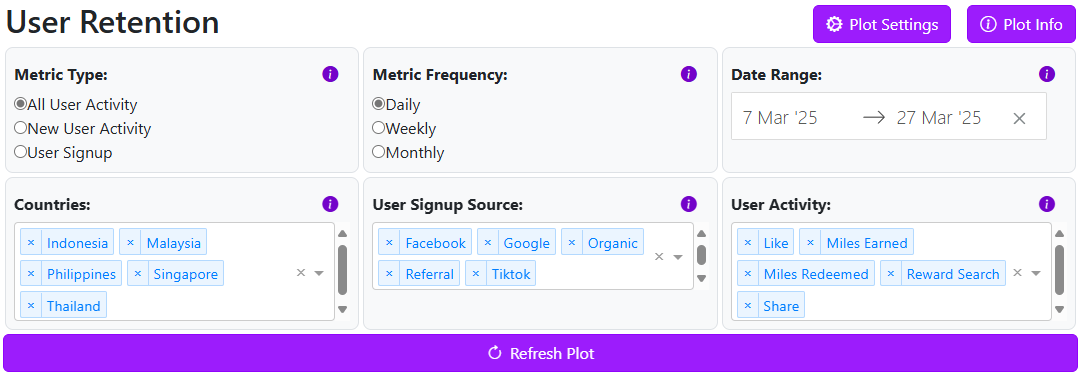 User Retention
Plot Settings
Plot Info
Metric Type:
All User Activity
New User Activity
User Signup
Metric Frequency:
Daily
Weekly
Monthly
Date Range:
7 Mar '25 → 27 Mar '25 ×
Countries:
× Indonesia × Malaysia
× Philippines × Singapore
× Thailand
User Signup Source:
× Facebook × Google × Organic
× Referral × Tiktok
User Activity:
× Like × Miles Earned
× Miles Redeemed × Reward Search
× Share
Refresh Plot